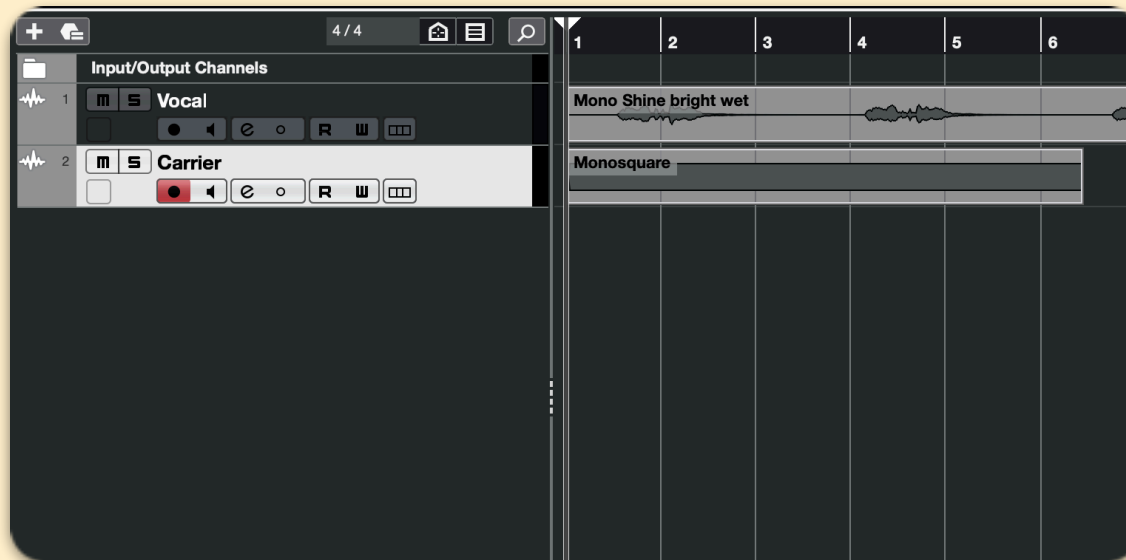 4/4
1 2 3 4 5 6
Input/Output Channels
1 m s Vocal
Mono Shine bright wet
e R W
2 m s Carrier
Monosquare
e R W